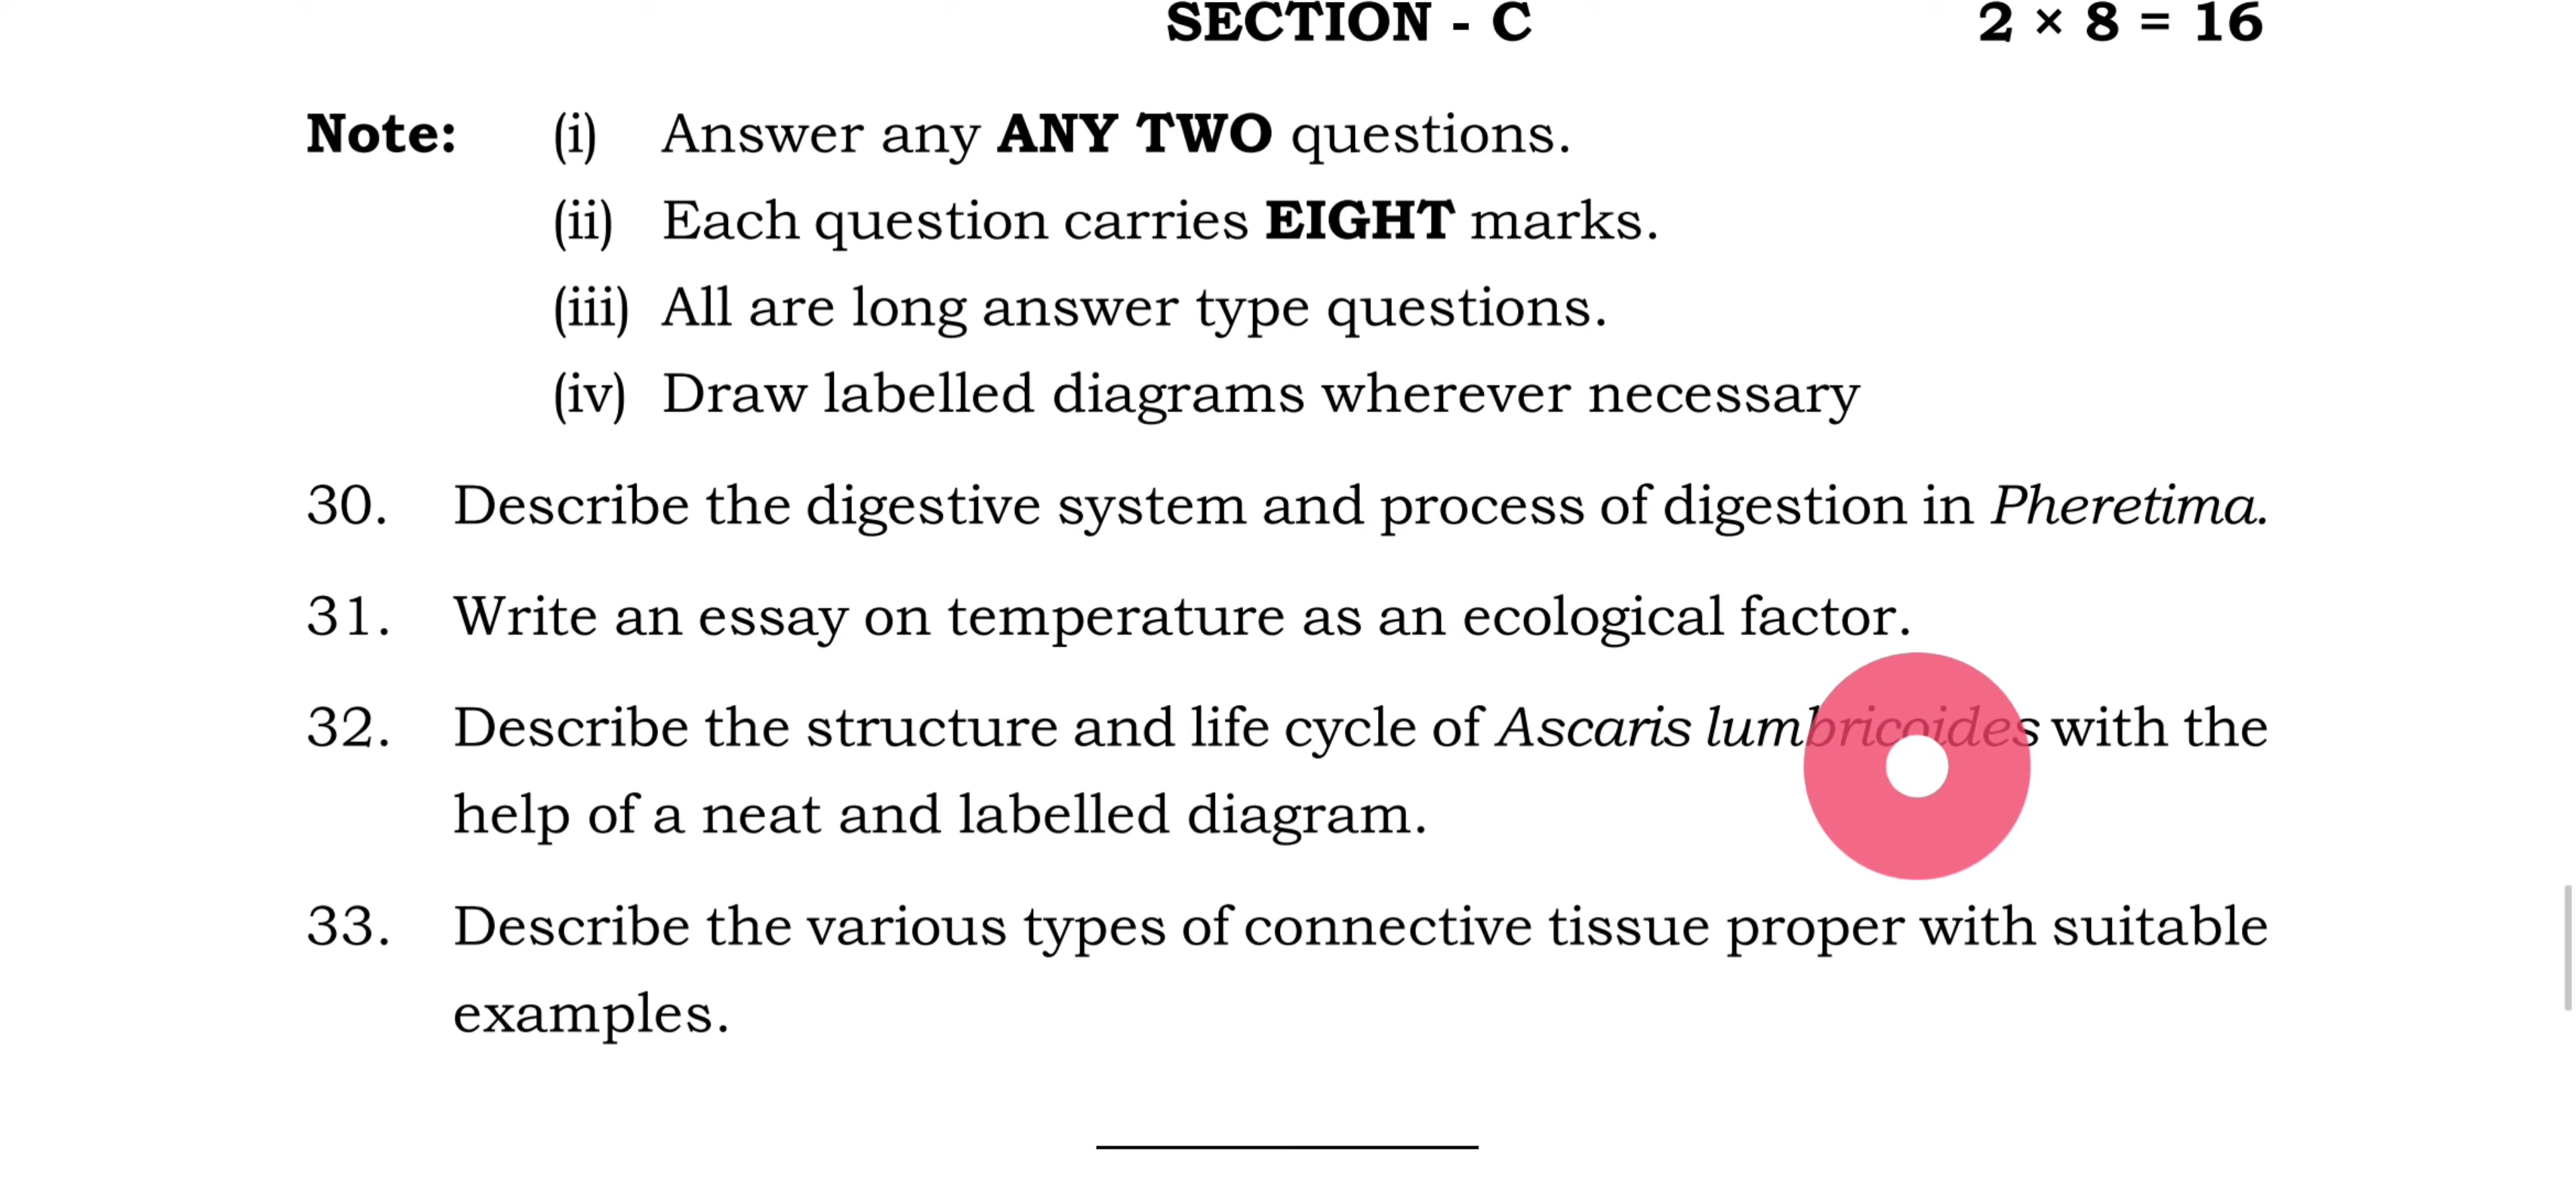 SECTION - C 2 × 8 = 16
Note: (i) Answer any ANY TWO questions.
(ii) Each question carries EIGHT marks.
(iii) All are long answer type questions.
(iv) Draw labelled diagrams wherever necessary
30. Describe the digestive system and process of digestion in Pheretima.
31. Write an essay on temperature as an ecological factor.
32. Describe the structure and life cycle of Ascaris lumbricoides with the
help of a neat and labelled diagram.
33. Describe the various types of connective tissue proper with suitable
examples.